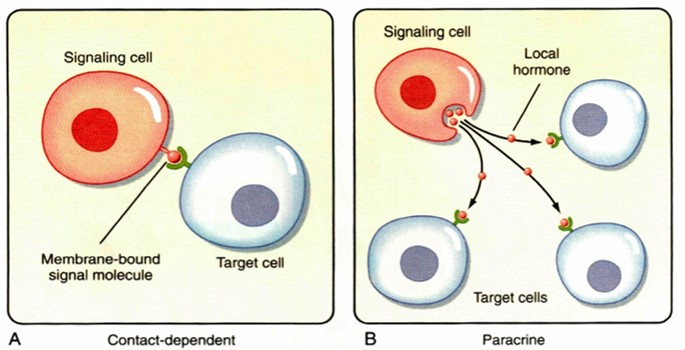 Signaling cell
Membrane-bound
signal molecule
Target cell
A
Contact-dependent
Signaling cell
Local
hormone
Target cells
B
Paracrine